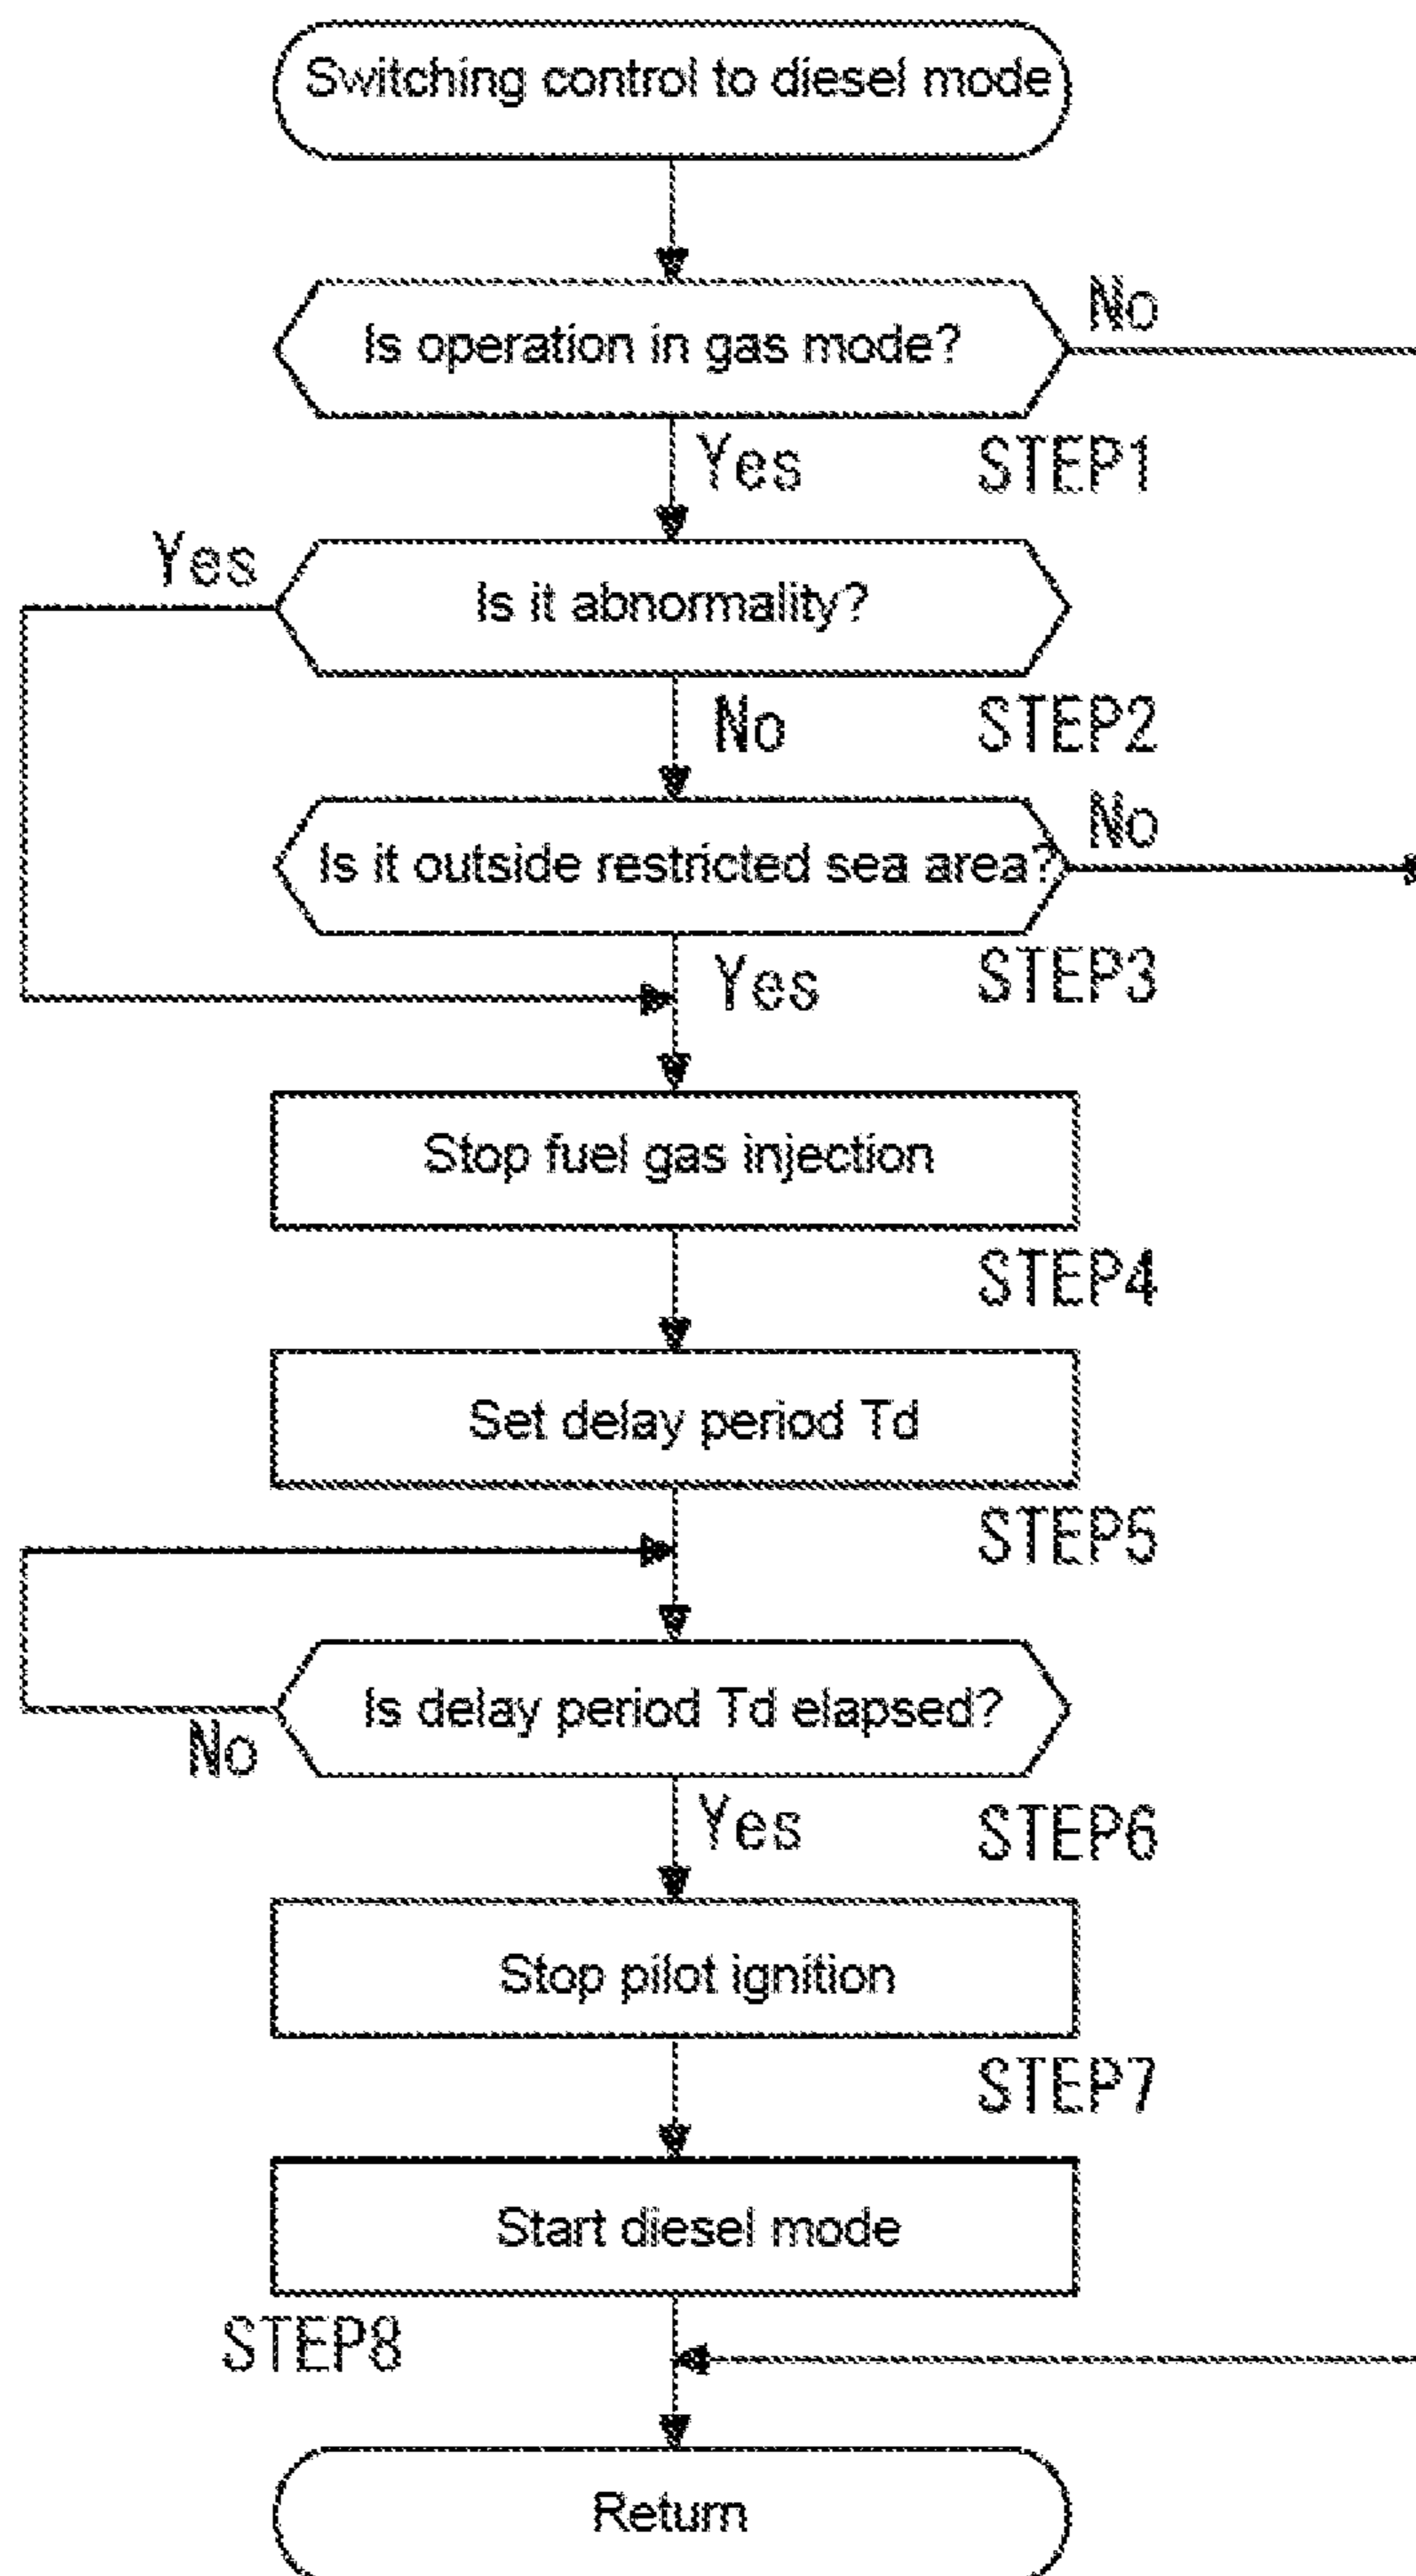 Switching control to diesel mode
Is operation in gas mode?
No
Yes
STEP1
Yes
Is it abnormality?
No
STEP2
No
Is it outside restricted sea area?
Yes
STEP3
Stop fuel gas injection
STEP4
Set delay period Td
STEP5
Is delay period Td elapsed?
No
Yes
STEP6
Stop pilot ignition
STEP7
Start diesel mode
STEP8
Return